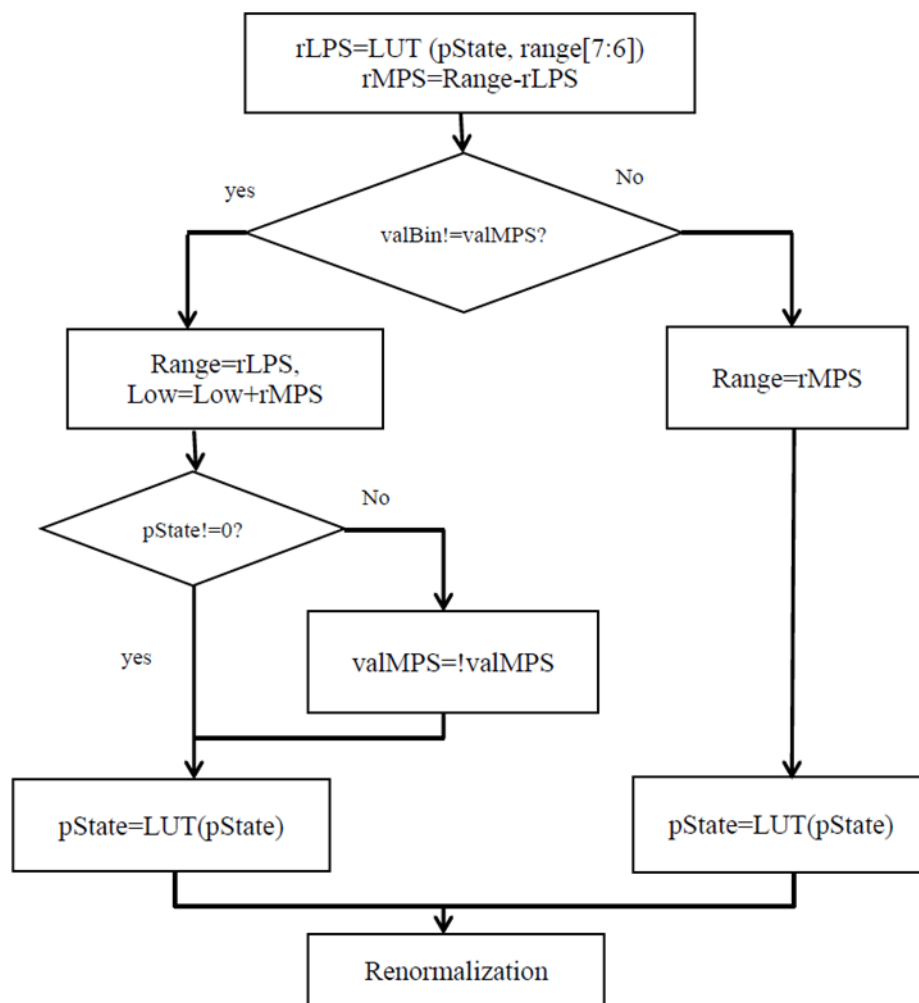 rLPS=LUT (pState, range[7:6])
rMPS=Range-rLPS
yes
No
valBin!=valMPS?
Range=rLPS,
Low=Low+rMPS
Range=rMPS
No
pState!=0?
yes
valMPS=!valMPS
pState=LUT(pState)
pState=LUT(pState)
Renormalization